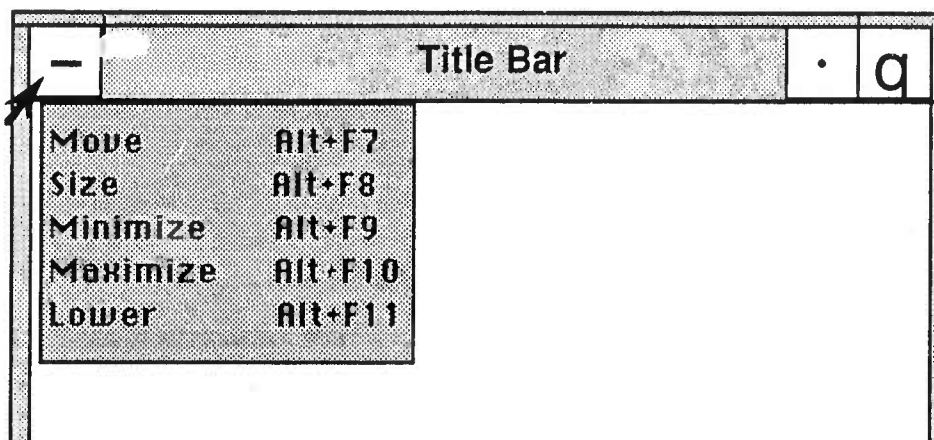 – Title Bar · q
Move Alt+F7
Size Alt+F8
Minimize Alt+F9
Maximize Alt+F10
Lower Alt+F11